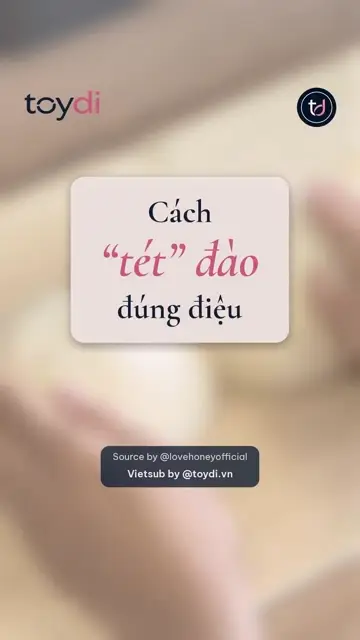 toydi
td
Cách
“tét” đào
đúng điệu
Source by @lovehoneyofficial
Vietsub by @toydi.vn